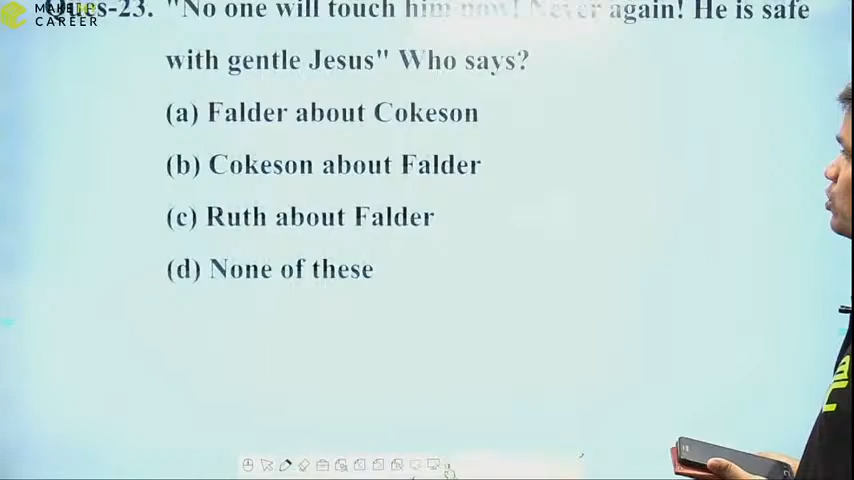 MAKE IT
CAREER
Ques-23. "No one will touch him now! Never again! He is safe
with gentle Jesus" Who says?
(a) Falder about Cokeson
(b) Cokeson about Falder
(c) Ruth about Falder
(d) None of these